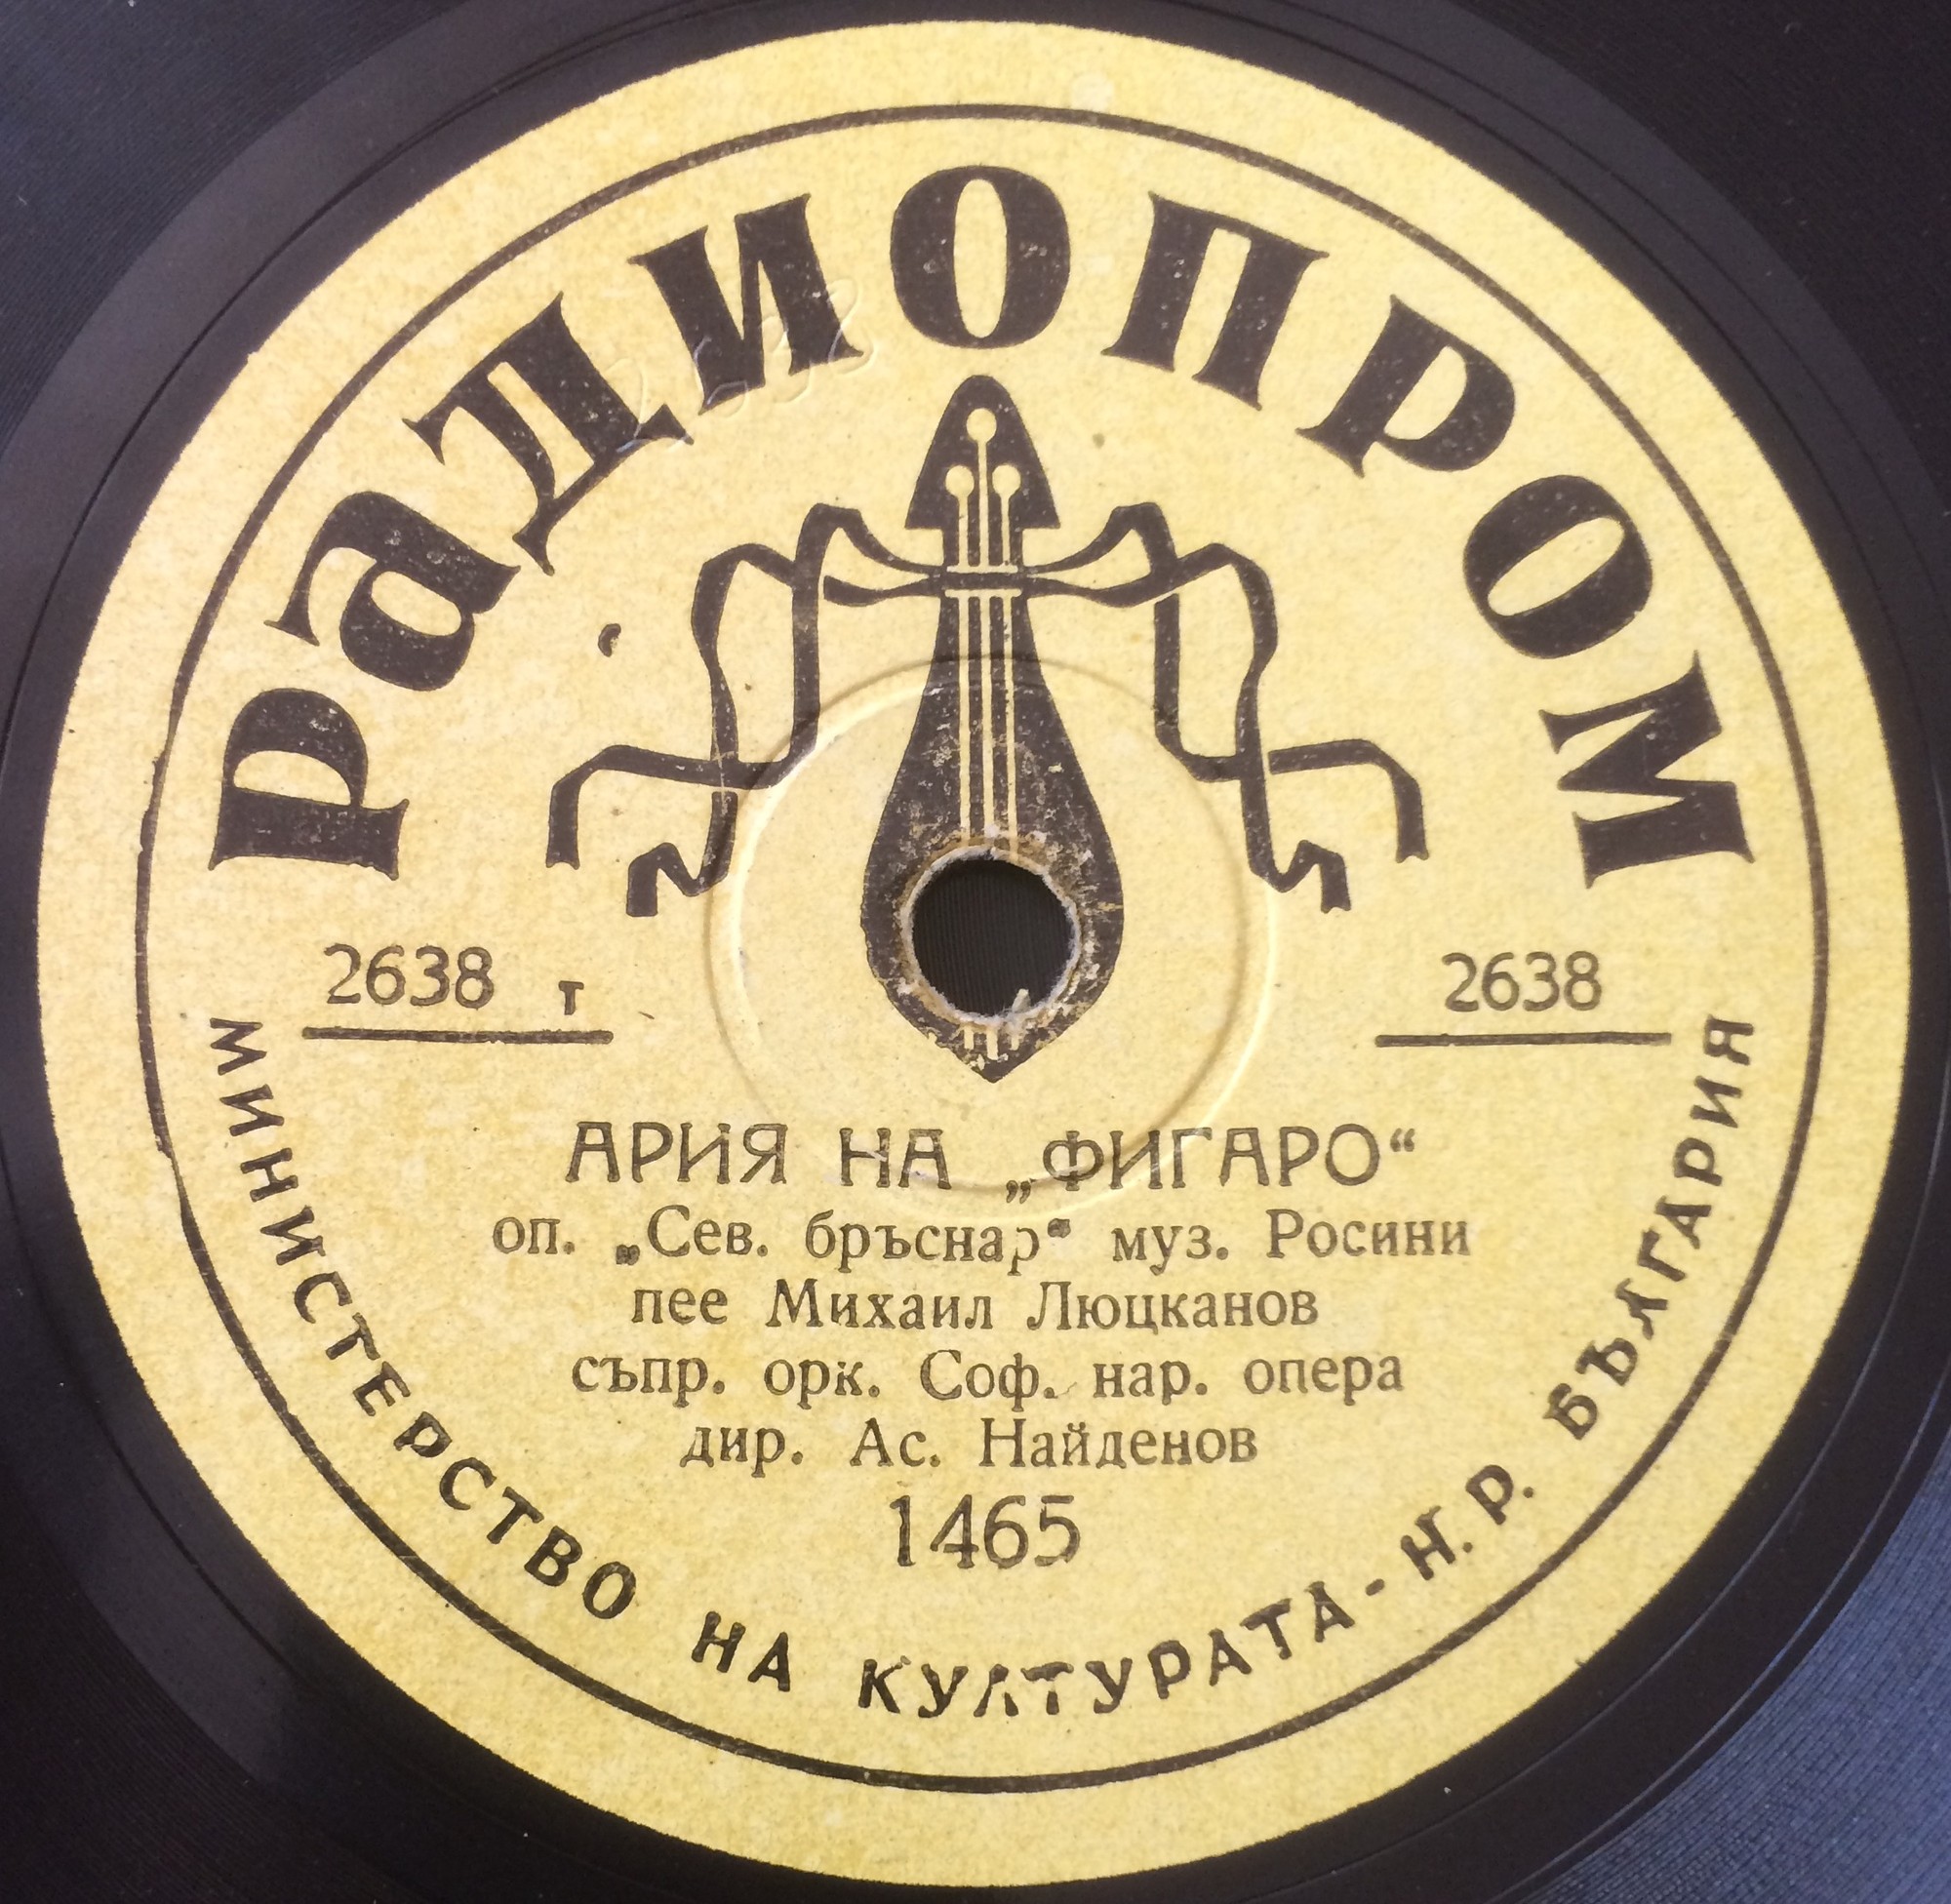 Радиопром
2638 т
2638
АРИЯ НА „ФИГАРО“
оп. „Сев. бръснар“ муз. Росини
пее Михаил Люцканов
съпр. орк. Соф. нар. опера
дир. Ас. Найденов
1465
МИНИСТЕРСТВО НА КУЛТУРАТА - Н. Р. БЪЛГАРИЯ